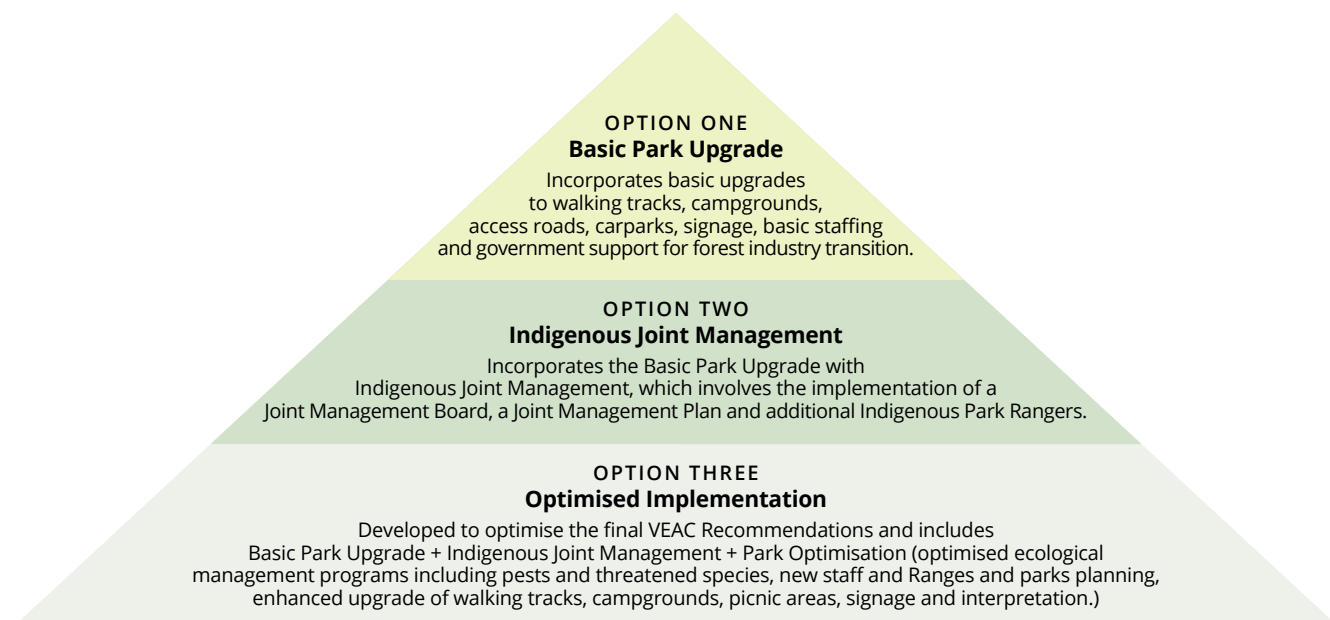 OPTION ONE
Basic Park Upgrade
Incorporates basic upgrades
to walking tracks, campgrounds,
access roads, carparks, signage, basic staffing
and government support for forest industry transition.
OPTION TWO
Indigenous Joint Management
Incorporates the Basic Park Upgrade with
Indigenous Joint Management, which involves the implementation of a
Joint Management Board, a Joint Management Plan and additional Indigenous Park Rangers.
OPTION THREE
Optimised Implementation
Developed to optimise the final VEAC Recommendations and includes
Basic Park Upgrade + Indigenous Joint Management + Park Optimisation (optimised ecological
management programs including pests and threatened species, new staff and Ranges and parks planning,
enhanced upgrade of walking tracks, campgrounds, picnic areas, signage and interpretation.)